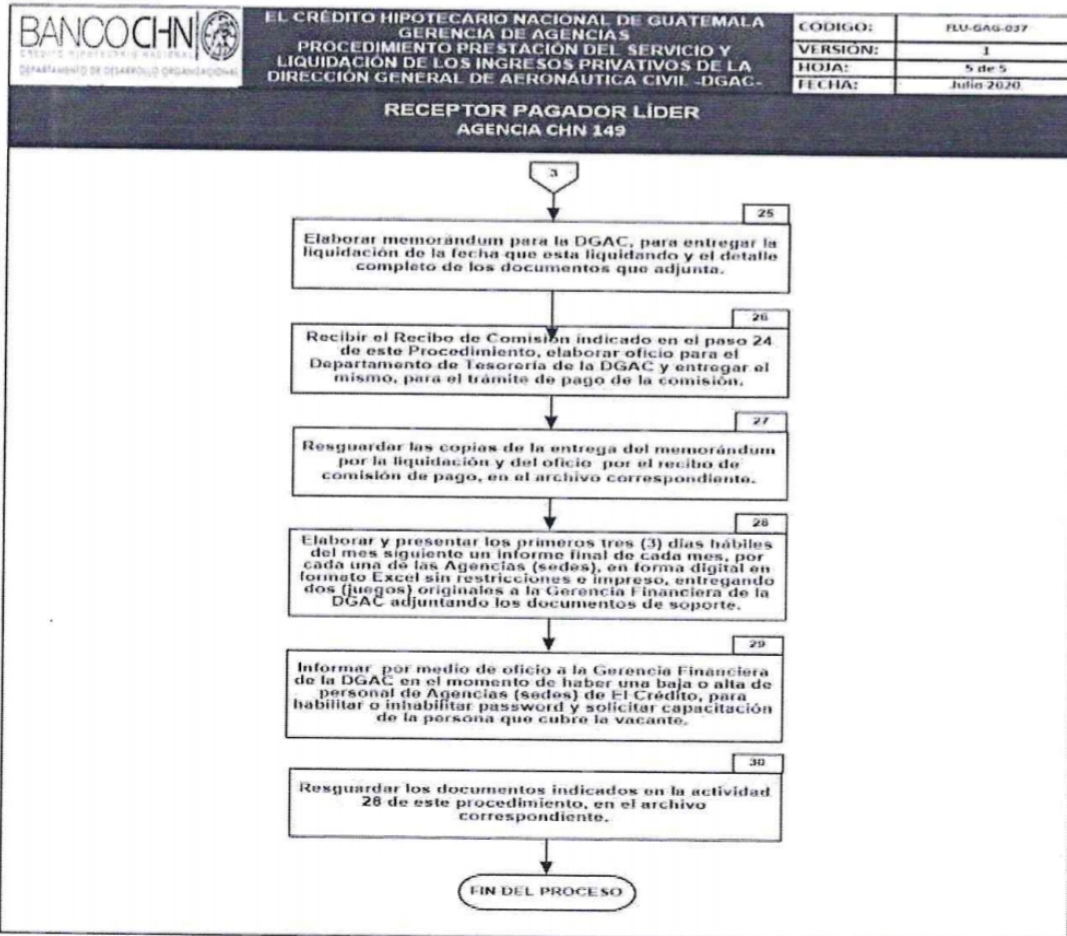 BANCOCHN
CRÉDITO HIPOTECARIO NACIONAL
DEPARTAMENTO DE DESARROLLO ORGANIZACIONAL
EL CRÉDITO HIPOTECARIO NACIONAL DE GUATEMALA
GERENCIA DE AGENCIAS
PROCEDIMIENTO PRESTACIÓN DEL SERVICIO Y
LIQUIDACIÓN DE LOS INGRESOS PRIVATIVOS DE LA
DIRECCIÓN GENERAL DE AERONÁUTICA CIVIL -DGAC-
CODIGO: FLU-GAG-037
VERSIÓN: 1
HOJA: 5 de 5
FECHA: Julio 2020
RECEPTOR PAGADOR LÍDER
AGENCIA CHN 149
3
25
Elaborar memorándum para la DGAC, para entregar la
liquidación de la fecha que esta liquidando y el detalle
completo de los documentos que adjunta.
26
Recibir el Recibo de Comisión indicado en el paso 24
de este Procedimiento, elaborar oficio para el
Departamento de Tesorería de la DGAC y entregar el
mismo, para el trámite de pago de la comisión.
27
Resguardar las copias de la entrega del memorándum
por la liquidación y del oficio por el recibo de
comisión de pago, en el archivo correspondiente.
28
Elaborar y presentar los primeros tres (3) días hábiles
del mes siguiente un informe final de cada mes, por
cada una de las Agencias (sedes), en forma digital en
formato Excel sin restricciones e impreso, entregando
dos (juegos) originales a la Gerencia Financiera de la
DGAC adjuntando los documentos de soporte.
29
Informar por medio de oficio a la Gerencia Financiera
de la DGAC en el momento de haber una baja o alta de
personal de Agencias (sedes) de El Crédito, para
habilitar o inhabilitar password y solicitar capacitación
de la persona que cubre la vacante.
30
Resguardar los documentos indicados en la actividad
28 de este procedimiento, en el archivo
correspondiente.
FIN DEL PROCESO